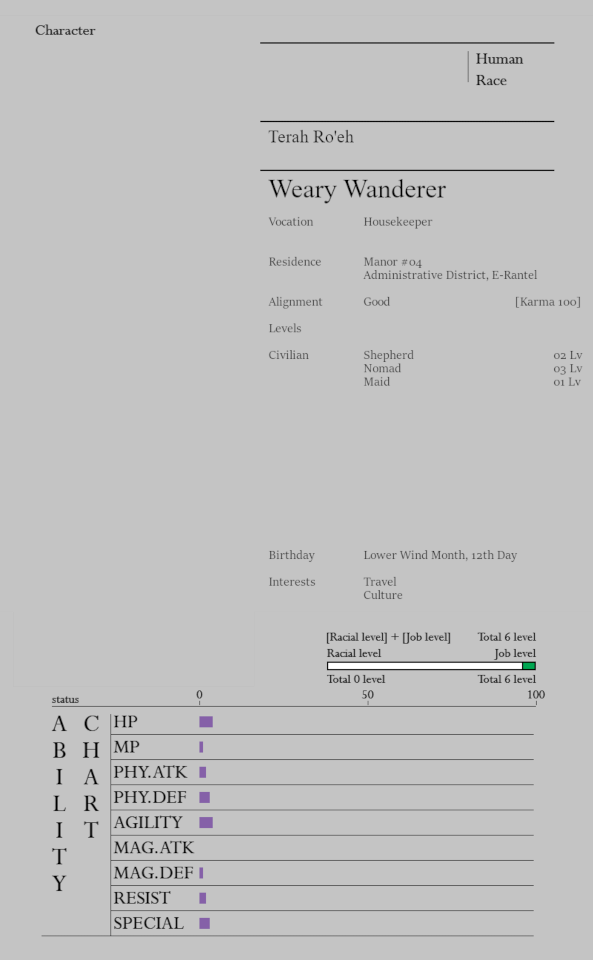 Character
Human
Race
Terah Ro'eh
Weary Wanderer
Vocation Housekeeper
Residence Manor #04
Administrative District, E-Rantel
Alignment Good [Karma 100]
Levels
Civilian Shepherd 02 Lv
Nomad 03 Lv
Maid 01 Lv
Birthday Lower Wind Month, 12th Day
Interests Travel
Culture
[Racial level] + [Job level] Total 6 level
Racial level Job level
Total 0 level Total 6 level
status 0 50 100
ABILITY CHART
HP
MP
PHY.ATK
PHY.DEF
AGILITY
MAG.ATK
MAG.DEF
RESIST
SPECIAL